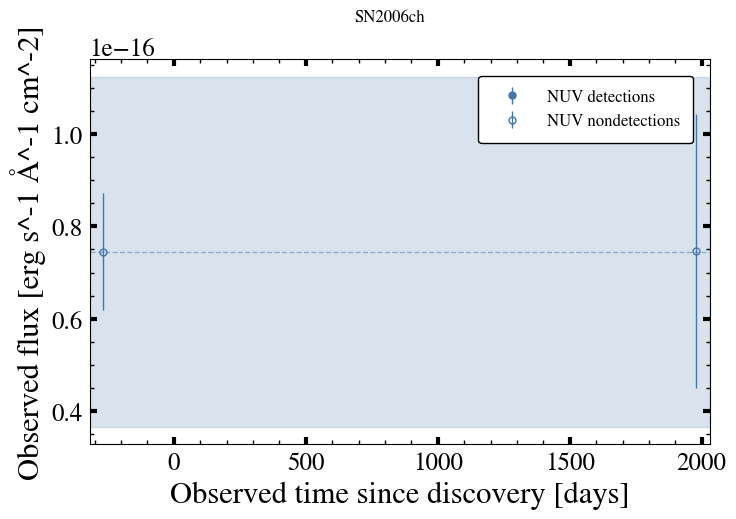 SN2006ch
1e−16
NUV detections
NUV nondetections
1.0
0.8
0.6
0.4
Observed flux [erg s^-1 Å^-1 cm^-2]
0 500 1000 1500 2000
Observed time since discovery [days]